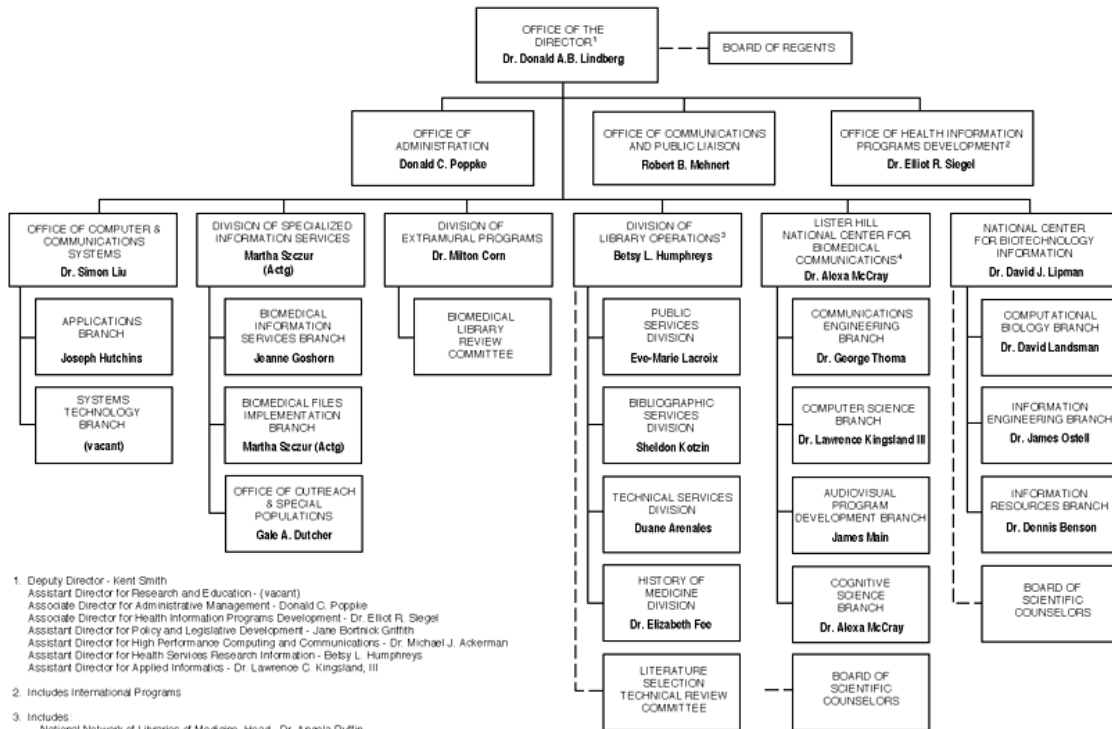 OFFICE OF THE
DIRECTOR¹
Dr. Donald A.B. Lindberg
BOARD OF REGENTS
OFFICE OF
ADMINISTRATION
Donald C. Poppke
OFFICE OF COMMUNICATIONS
AND PUBLIC LIAISON
Robert B. Mehnert
OFFICE OF HEALTH INFORMATION
PROGRAMS DEVELOPMENT²
Dr. Elliot R. Siegel
OFFICE OF COMPUTER &
COMMUNICATIONS
SYSTEMS
Dr. Simon Liu
DIVISION OF SPECIALIZED
INFORMATION SERVICES
Martha Szczur
(Actg)
DIVISION OF
EXTRAMURAL PROGRAMS
Dr. Milton Corn
DIVISION OF
LIBRARY OPERATIONS³
Betsy L. Humphreys
LISTER HILL
NATIONAL CENTER FOR
BIOMEDICAL
COMMUNICATIONS⁴
Dr. Alexa McCray
NATIONAL CENTER
FOR BIOTECHNOLOGY
INFORMATION
Dr. David J. Lipman
APPLICATIONS
BRANCH
Joseph Hutchins
BIOMEDICAL
INFORMATION
SERVICES BRANCH
Jeanne Goshorn
BIOMEDICAL
LIBRARY
REVIEW
COMMITTEE
PUBLIC
SERVICES
DIVISION
Eve-Marie Lacroix
COMMUNICATIONS
ENGINEERING
BRANCH
Dr. George Thoma
COMPUTATIONAL
BIOLOGY BRANCH
Dr. David Landsman
SYSTEMS
TECHNOLOGY
BRANCH
(vacant)
BIOMEDICAL FILES
IMPLEMENTATION
BRANCH
Martha Szczur (Actg)
BIBLIOGRAPHIC
SERVICES
DIVISION
Sheldon Kotzin
COMPUTER SCIENCE
BRANCH
Dr. Lawrence Kingsland III
INFORMATION
ENGINEERING BRANCH
Dr. James Ostell
OFFICE OF OUTREACH
& SPECIAL
POPULATIONS
Gale A. Dutcher
TECHNICAL SERVICES
DIVISION
Duane Arenales
AUDIOVISUAL
PROGRAM
DEVELOPMENT BRANCH
James Main
INFORMATION
RESOURCES BRANCH
Dr. Dennis Benson
HISTORY OF
MEDICINE
DIVISION
Dr. Elizabeth Fee
COGNITIVE
SCIENCE
BRANCH
Dr. Alexa McCray
BOARD OF
SCIENTIFIC
COUNSELORS
LITERATURE
SELECTION
TECHNICAL REVIEW
COMMITTEE
BOARD OF
SCIENTIFIC
COUNSELORS
1. Deputy Director - Kent Smith
Assistant Director for Research and Education - (vacant)
Associate Director for Administrative Management - Donald C. Poppke
Associate Director for Health Information Programs Development - Dr. Elliot R. Siegel
Assistant Director for Policy and Legislative Development - Jane Bortnick Griffith
Assistant Director for High Performance Computing and Communications - Dr. Michael J. Ackerman
Assistant Director for Health Services Research Information - Betsy L. Humphreys
Assistant Director for Applied Informatics - Dr. Lawrence C. Kingsland, III
2. Includes International Programs
3. Includes:
National Network of Libraries of Medicine, Head - Dr. Angela Ruffin